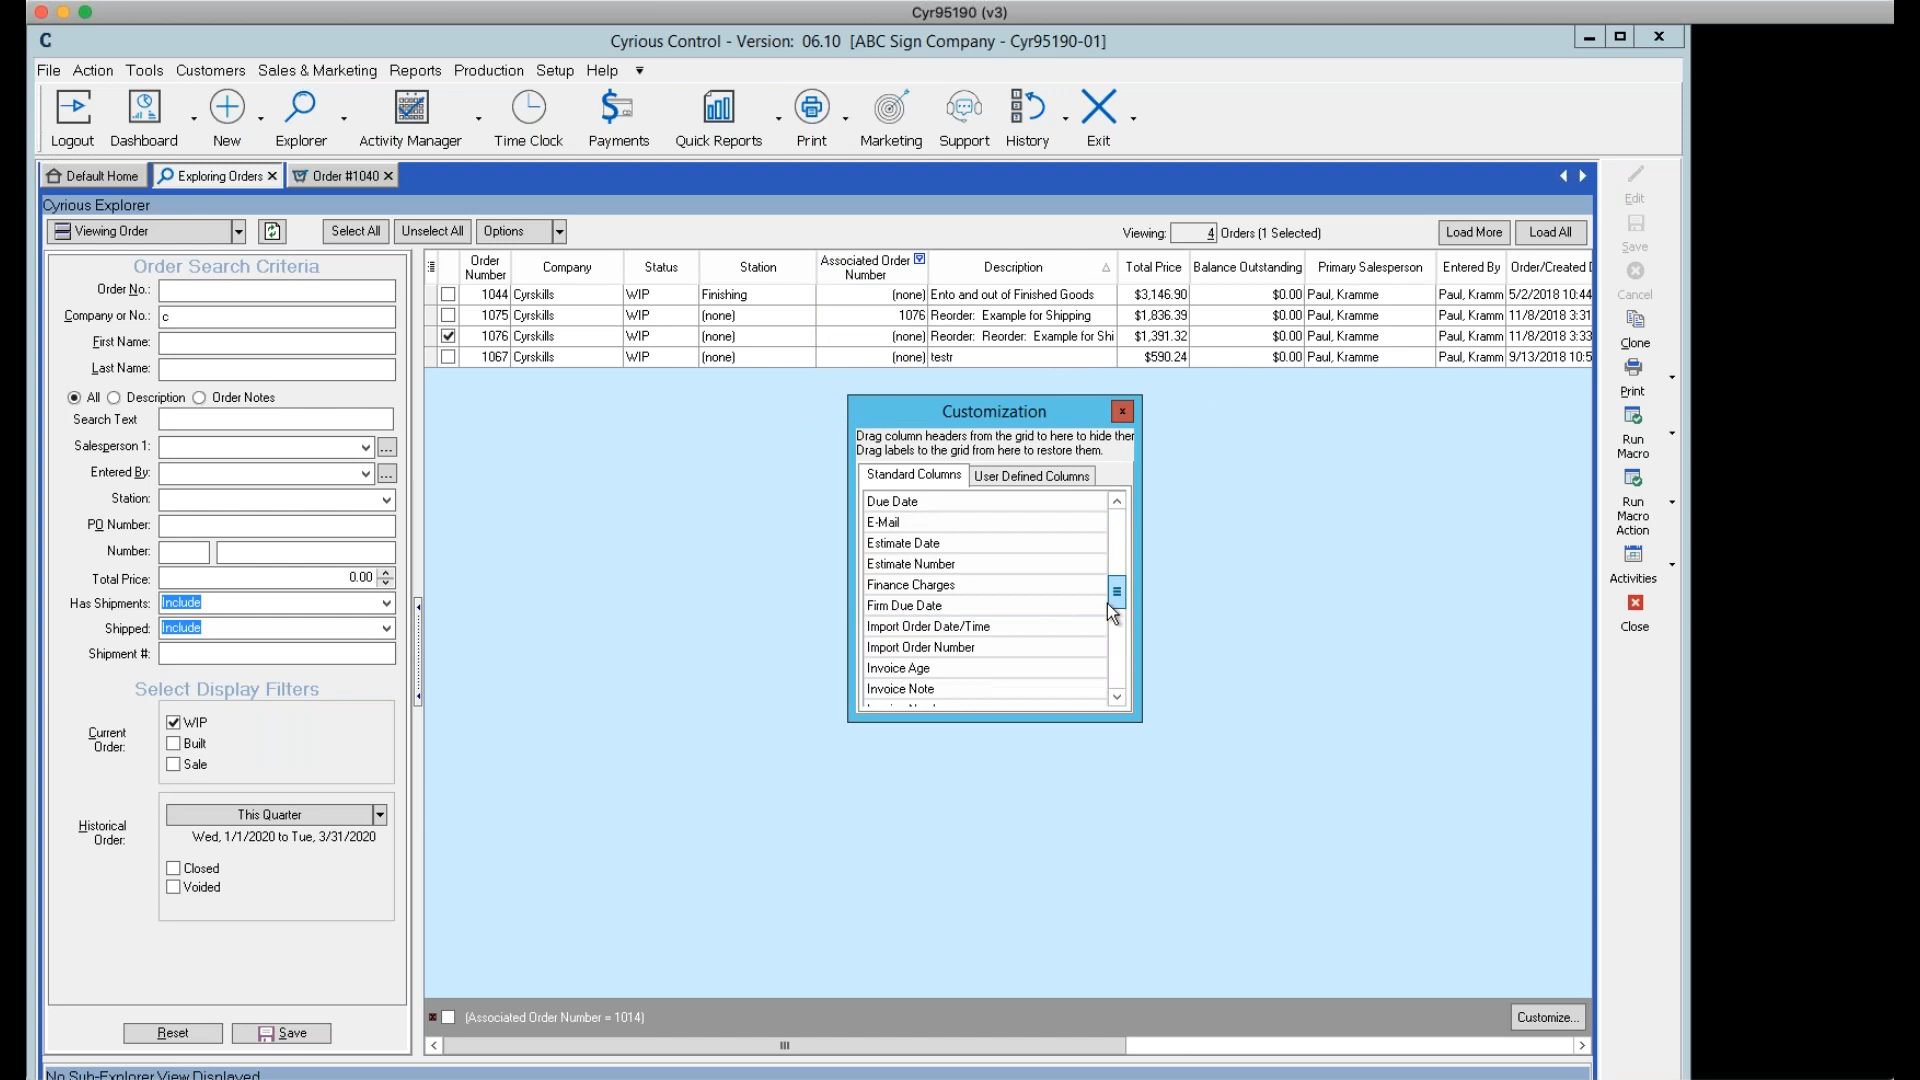 Cyr95190 (v3)
C
Cyrious Control - Version: 06.10 [ABC Sign Company - Cyr95190-01]
File Action Tools Customers Sales & Marketing Reports Production Setup Help
Logout Dashboard New Explorer Activity Manager Time Clock Payments Quick Reports Print Marketing Support History Exit
Default Home Exploring Orders Order #1040
Cyrious Explorer
Viewing Order Select All Unselect All Options Viewing: 4 Orders (1 Selected) Load More Load All
Order Search Criteria
Order No.:
Company or No.: c
First Name:
Last Name:
All Description Order Notes
Search Text
Salesperson 1: ...
Entered By: ...
Station:
PO Number:
Number:
Total Price: 0.00
Has Shipments: Include
Shipped: Include
Shipment #:
Select Display Filters
Current Order:
WIP
Built
Sale
Historical Order:
This Quarter
Wed, 1/1/2020 to Tue, 3/31/2020
Closed
Voided
Reset Save
Order Number Company Status Station Associated Order Number Description Total Price Balance Outstanding Primary Salesperson Entered By Order/Created D
1044 Cyrskills WIP Finishing (none) Ento and out of Finished Goods $3,146.90 $0.00 Paul, Kramme Paul, Kramm 5/2/2018 10:44
1075 Cyrskills WIP (none) 1076 Reorder: Example for Shipping $1,836.39 $0.00 Paul, Kramme Paul, Kramm 11/8/2018 3:31
1076 Cyrskills WIP (none) (none) Reorder: Reorder: Example for Shi $1,391.32 $0.00 Paul, Kramme Paul, Kramm 11/8/2018 3:33
1067 Cyrskills WIP (none) (none) testr $590.24 $0.00 Paul, Kramme Paul, Kramm 9/13/2018 10:5
Customization
Drag column headers from the grid to here to hide ther
Drag labels to the grid from here to restore them.
Standard Columns User Defined Columns
Due Date
E-Mail
Estimate Date
Estimate Number
Finance Charges
Firm Due Date
Import Order Date/Time
Import Order Number
Invoice Age
Invoice Note
(Associated Order Number = 1014) Customize...
Edit
Save
Cancel
Clone
Print
Run
Macro
Run
Macro
Action
Activities
Close
No Sub-Explorer View Displayed